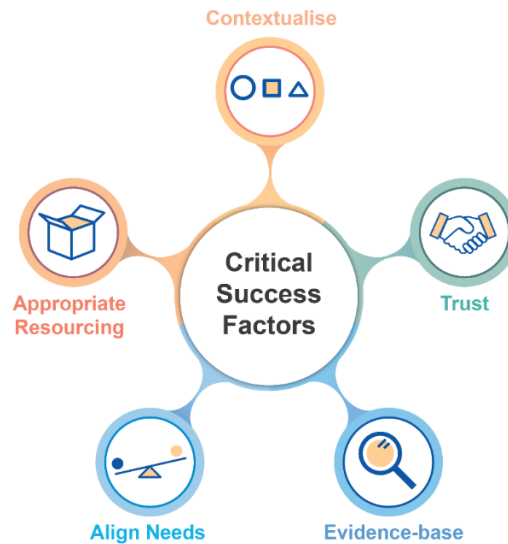 Contextualise
Critical
Success
Factors
Appropriate
Resourcing
Trust
Align Needs
Evidence-base